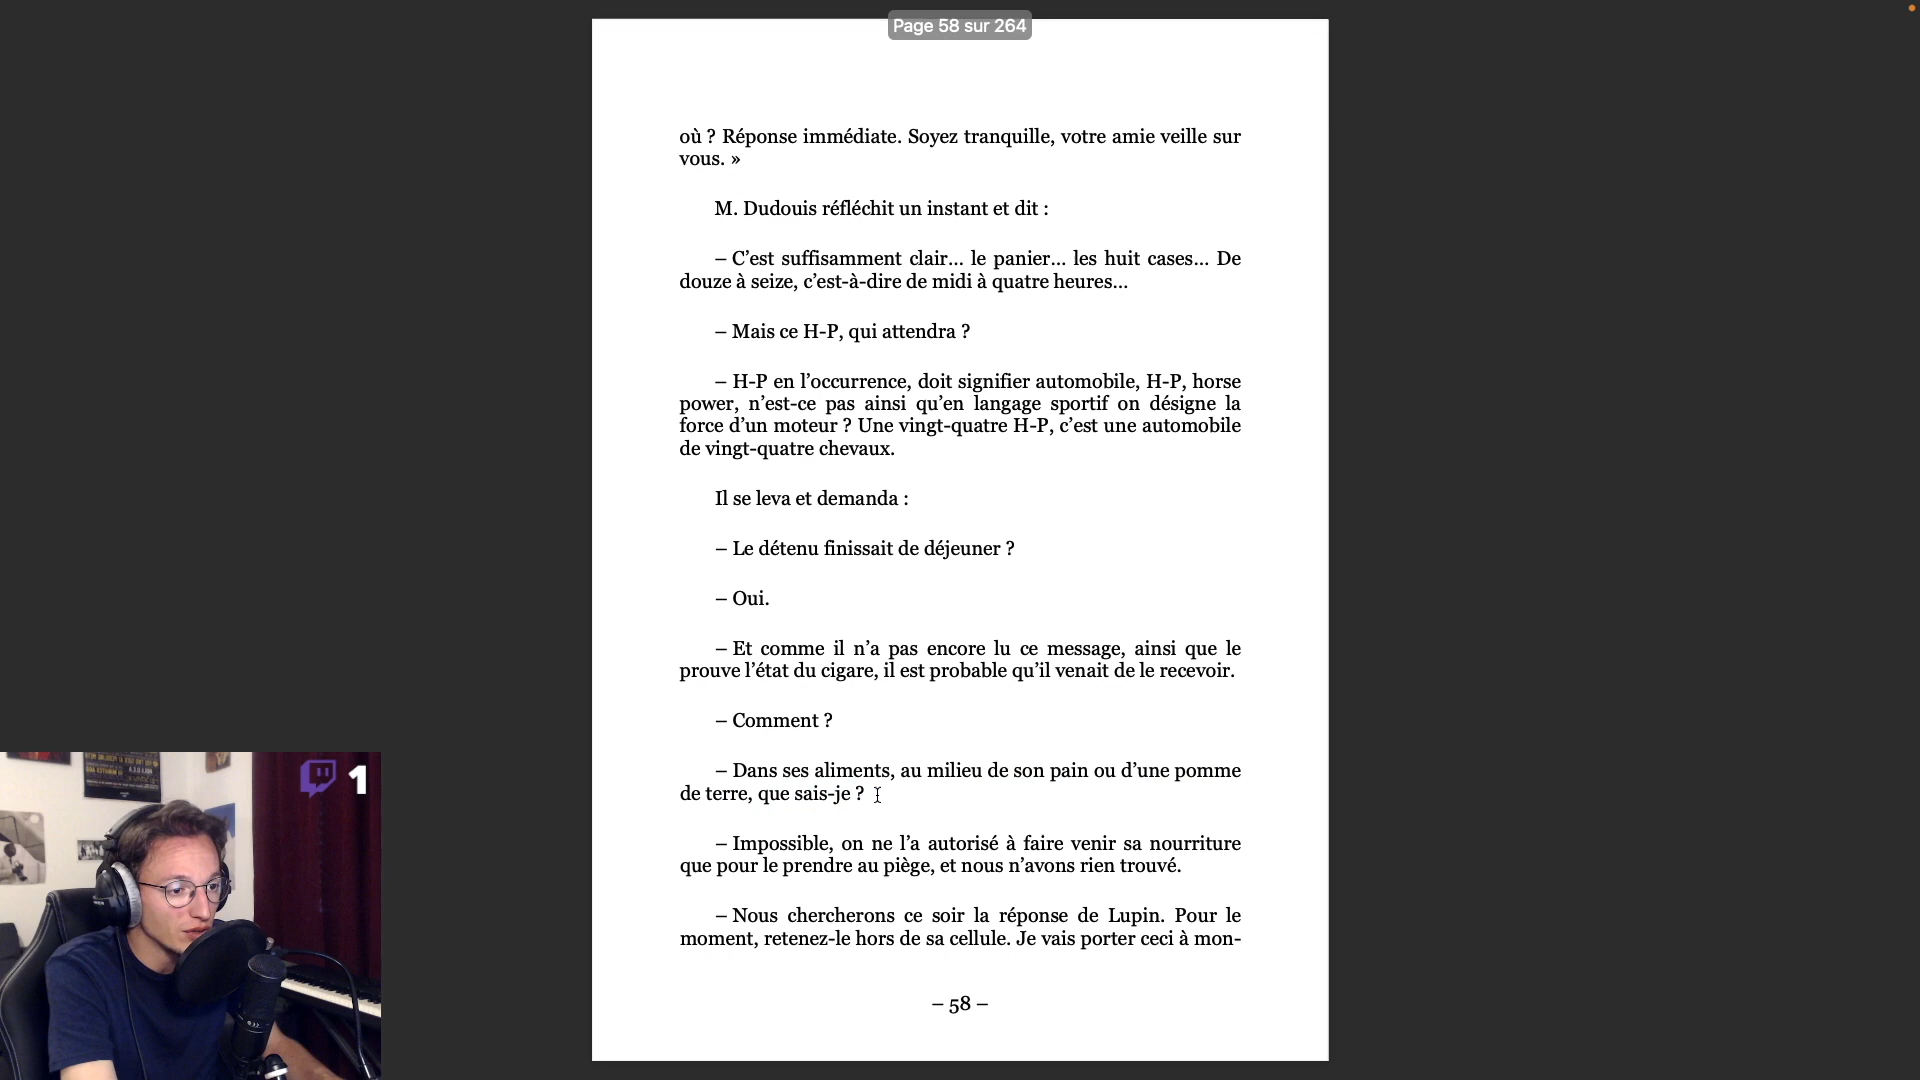 Page 58 sur 264
où ? Réponse immédiate. Soyez tranquille, votre amie veille sur
vous. »
M. Dudouis réfléchit un instant et dit :
– C’est suffisamment clair… le panier… les huit cases… De
douze à seize, c’est-à-dire de midi à quatre heures…
– Mais ce H-P, qui attendra ?
– H-P en l’occurrence, doit signifier automobile, H-P, horse
power, n’est-ce pas ainsi qu’en langage sportif on désigne la
force d’un moteur ? Une vingt-quatre H-P, c’est une automobile
de vingt-quatre chevaux.
Il se leva et demanda :
– Le détenu finissait de déjeuner ?
– Oui.
– Et comme il n’a pas encore lu ce message, ainsi que le
prouve l’état du cigare, il est probable qu’il venait de le recevoir.
– Comment ?
– Dans ses aliments, au milieu de son pain ou d’une pomme
de terre, que sais-je ?
– Impossible, on ne l’a autorisé à faire venir sa nourriture
que pour le prendre au piège, et nous n’avons rien trouvé.
– Nous chercherons ce soir la réponse de Lupin. Pour le
moment, retenez-le hors de sa cellule. Je vais porter ceci à mon-
– 58 –
1